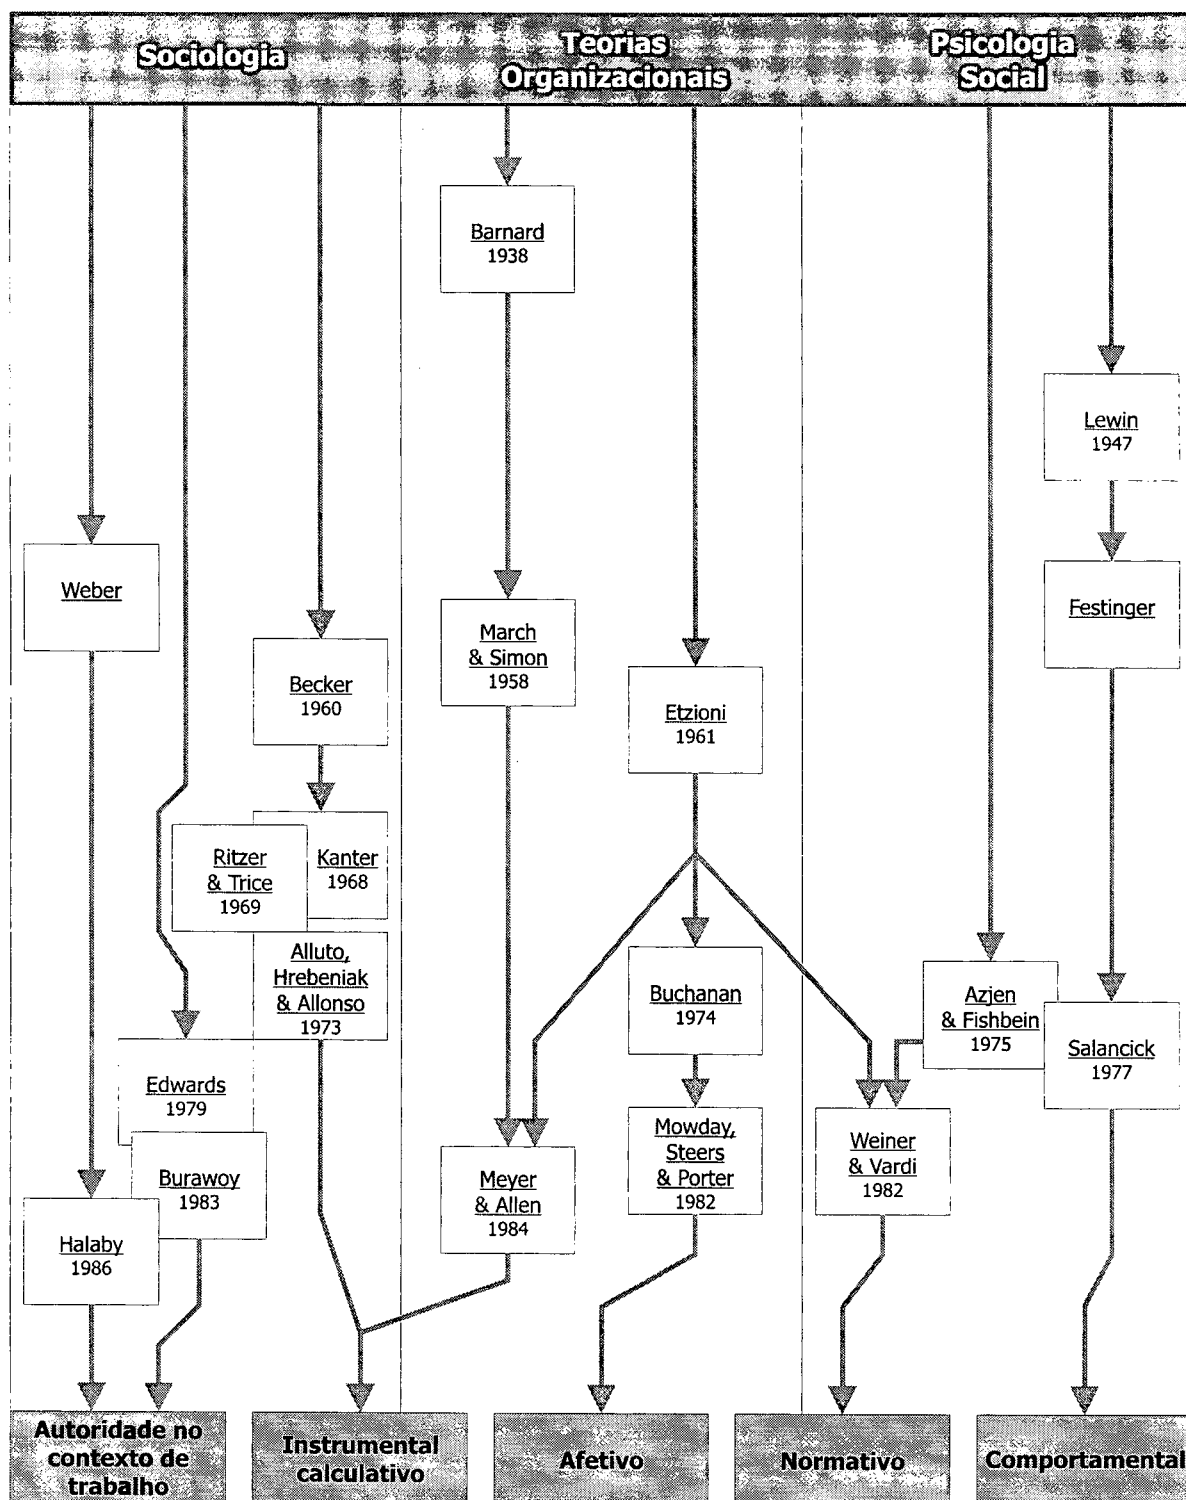 Sociologia
Teorias
Organizacionais
Psicologia
Social
Barnard
1938
Lewin
1947
Weber
Festinger
March
& Simon
1958
Becker
1960
Etzioni
1961
Ritzer
& Trice
1969
Kanter
1968
Alluto,
Hrebeniak
& Allonso
1973
Buchanan
1974
Azjen
& Fishbein
1975
Salancick
1977
Edwards
1979
Burawoy
1983
Halaby
1986
Meyer
& Allen
1984
Mowday,
Steers
& Porter
1982
Weiner
& Vardi
1982
Autoridade no
contexto de
trabalho
Instrumental
calculativo
Afetivo
Normativo
Comportamental